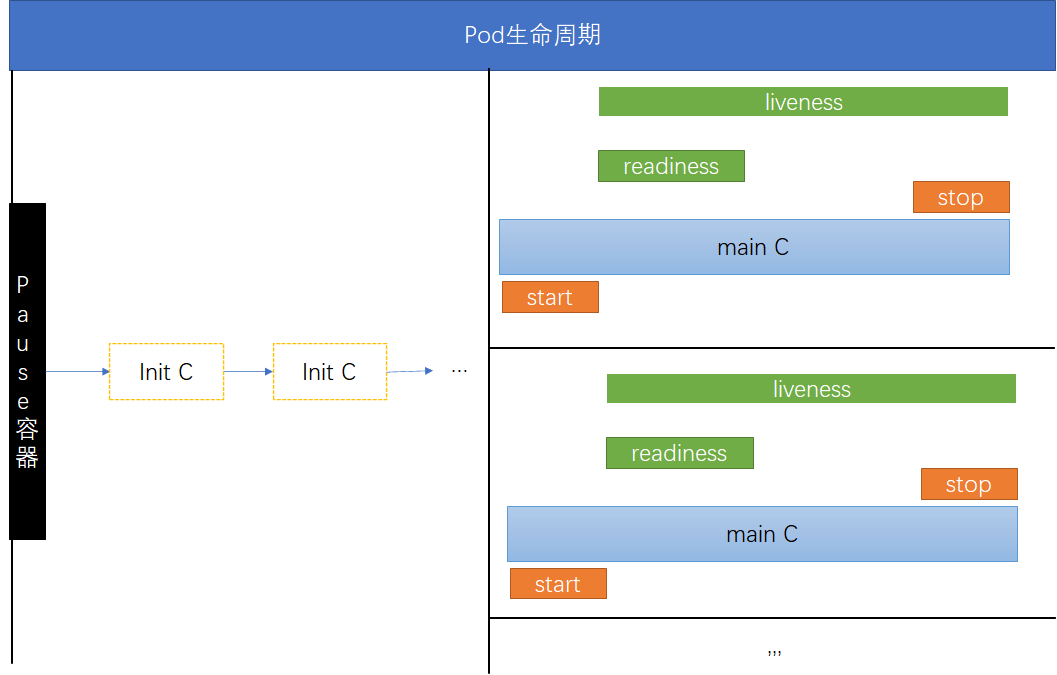 Pod生命周期
Pause容器
Init C
Init C
...
liveness
readiness
stop
main C
start
liveness
readiness
stop
main C
start
,,,